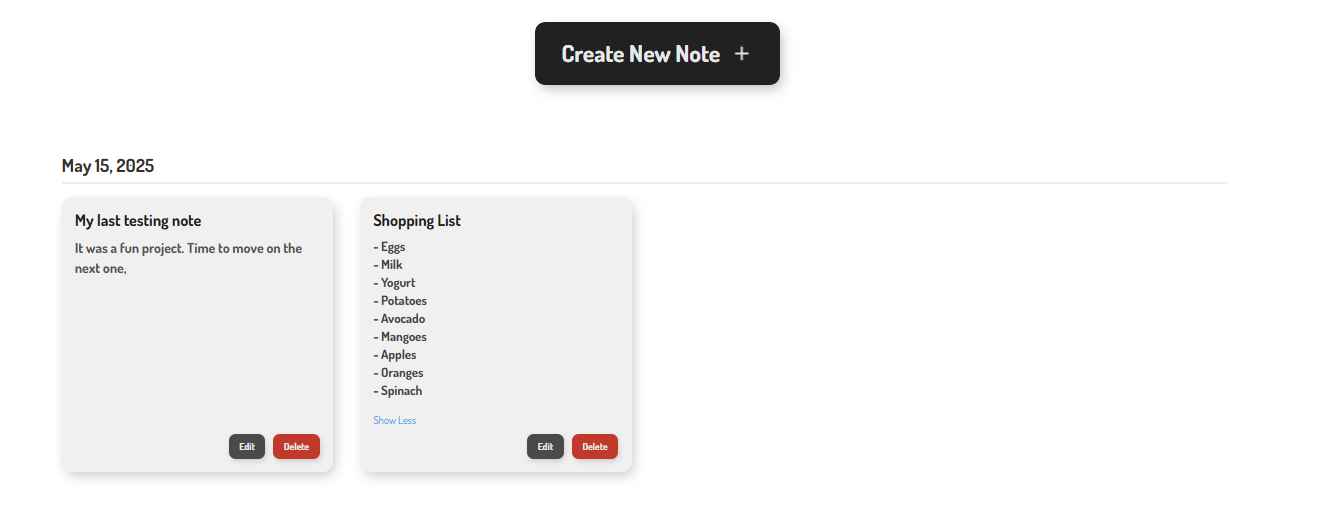 Create New Note +
May 15, 2025
My last testing note
It was a fun project. Time to move on the
next one,
Edit
Delete
Shopping List
- Eggs
- Milk
- Yogurt
- Potatoes
- Avocado
- Mangoes
- Apples
- Oranges
- Spinach
Show Less
Edit
Delete